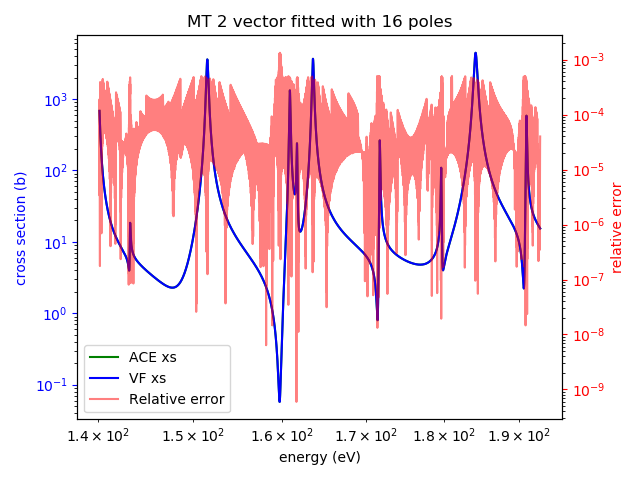 MT 2 vector fitted with 16 poles
cross section (b)
10³
10²
10¹
10⁰
10⁻¹
10⁻³
10⁻⁴
10⁻⁵
10⁻⁶
10⁻⁷
10⁻⁸
10⁻⁹
relative error
ACE xs
VF xs
Relative error
1.4 × 10² 1.5 × 10² 1.6 × 10² 1.7 × 10² 1.8 × 10² 1.9 × 10²
energy (eV)